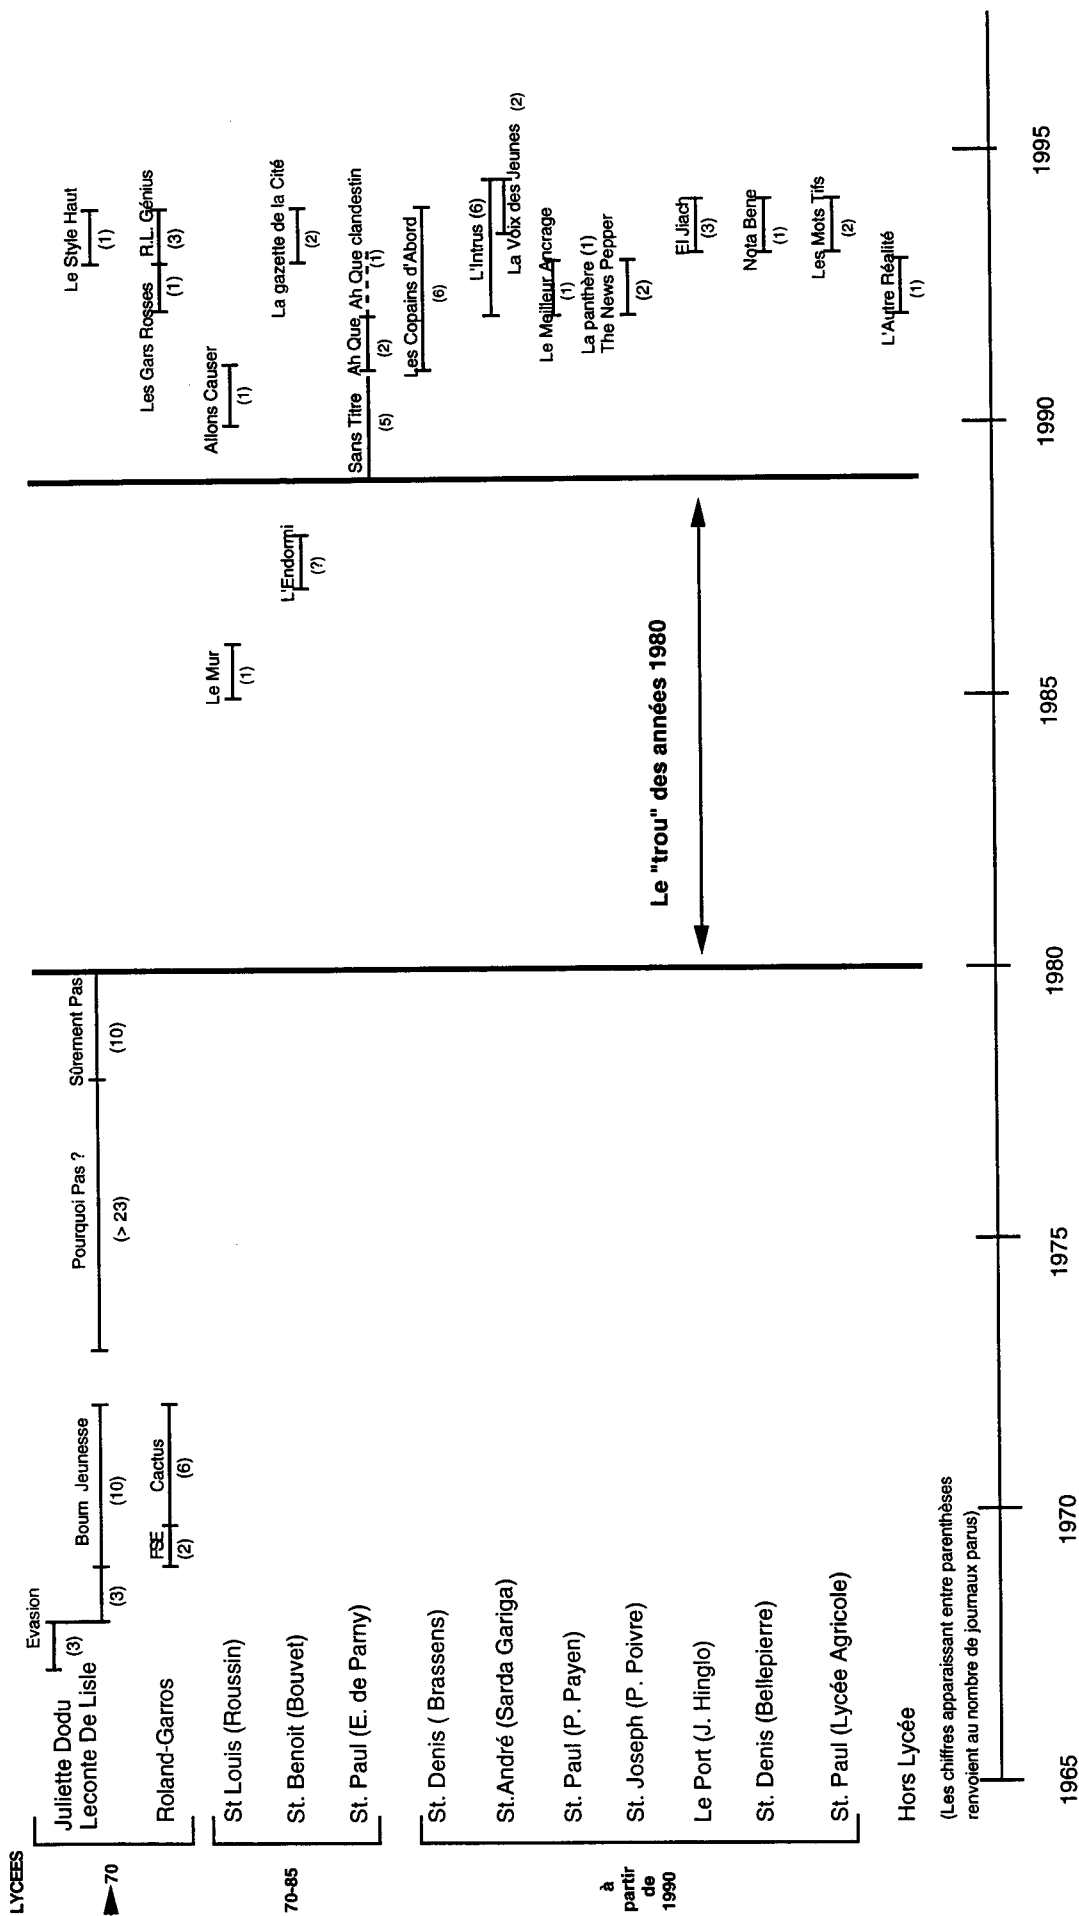 LYCEES
70
Juliette Dodu
Leconte De Lisle
Evasion
(3)
(3)
Boum Jeunesse
(10)
Pourquoi Pas ?
(> 23)
Sûrement Pas
(10)
Le Style Haut
(1)
Roland-Garros
FSE
(2)
Cactus
(6)
Les Gars Rosses
(1)
R.L. Génius
(3)
70-85
St Louis (Roussin)
Le Mur
(1)
Allons Causer
(1)
St. Benoit (Bouvet)
L'Endormi
(?)
La gazette de la Cité
(2)
St. Paul (E. de Parny)
Sans Titre
(5)
Ah Que
(2)
Ah Que clandestin
(1)
à
partir
de
1990
St. Denis ( Brassens)
Les Copains d'Abord
(6)
St.André (Sarda Gariga)
L'Intrus (6)
La Voix des Jeunes (2)
St. Paul (P. Payen)
Le Meilleur Ancrage
(1)
St. Joseph (P. Poivre)
La panthère (1)
The News Pepper
(2)
Le "trou" des années 1980
Le Port (J. Hinglo)
El Jiach
(3)
St. Denis (Bellepierre)
Nota Bene
(1)
St. Paul (Lycée Agricole)
Les Mots Tifs
(2)
Hors Lycée
L'Autre Réalité
(1)
(Les chiffres apparaissant entre parenthèses
renvoient au nombre de journaux parus)
1965
1970
1975
1980
1985
1990
1995